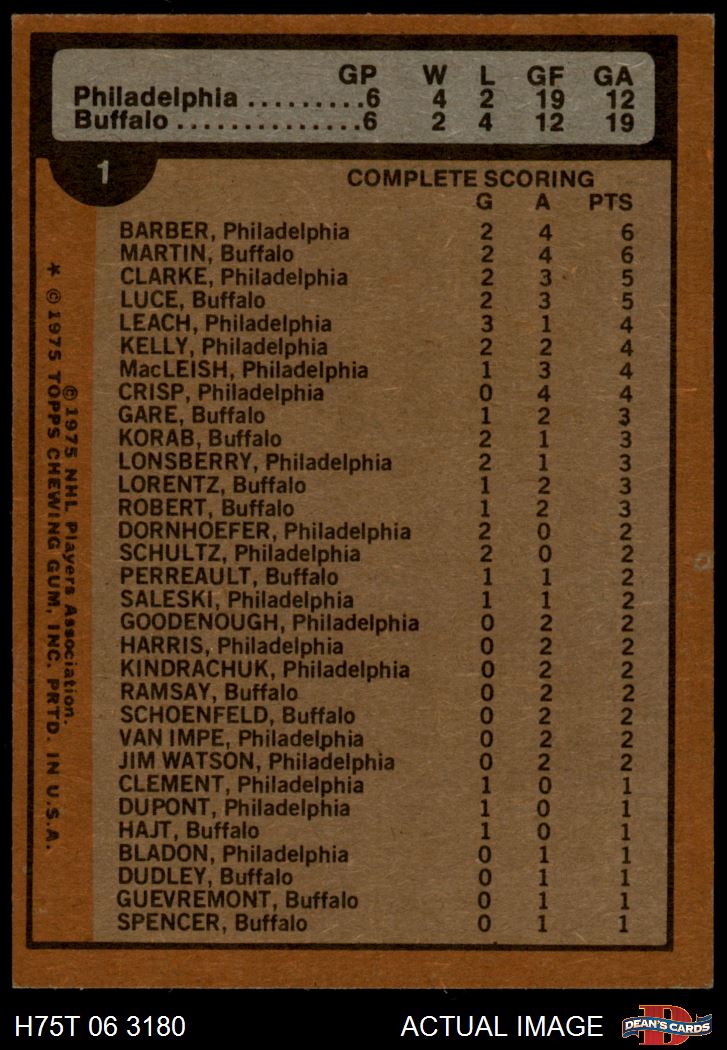 GP W L GF GA
Philadelphia .........6 4 2 19 12
Buffalo ...............6 2 4 12 19
1
COMPLETE SCORING
G A PTS
BARBER, Philadelphia 2 4 6
MARTIN, Buffalo 2 4 6
CLARKE, Philadelphia 2 3 5
LUCE, Buffalo 2 3 5
LEACH, Philadelphia 3 1 4
KELLY, Philadelphia 2 2 4
MacLEISH, Philadelphia 1 3 4
CRISP, Philadelphia 0 4 4
GARE, Buffalo 1 2 3
KORAB, Buffalo 2 1 3
LONSBERRY, Philadelphia 2 1 3
LORENTZ, Buffalo 1 2 3
ROBERT, Buffalo 1 2 3
DORNHOEFER, Philadelphia 2 0 2
SCHULTZ, Philadelphia 2 0 2
PERREAULT, Buffalo 1 1 2
SALESKI, Philadelphia 1 1 2
GOODENOUGH, Philadelphia 0 2 2
HARRIS, Philadelphia 0 2 2
KINDRACHUK, Philadelphia 0 2 2
RAMSAY, Buffalo 0 2 2
SCHOENFELD, Buffalo 0 2 2
VAN IMPE, Philadelphia 0 2 2
JIM WATSON, Philadelphia 0 2 2
CLEMENT, Philadelphia 1 0 1
DUPONT, Philadelphia 1 0 1
HAJT, Buffalo 1 0 1
BLADON, Philadelphia 0 1 1
DUDLEY, Buffalo 0 1 1
GUEVREMONT, Buffalo 0 1 1
SPENCER, Buffalo 0 1 1
© 1975 NHL Players Association.
* © 1975 TOPPS CHEWING GUM, INC. PRTD. IN U.S.A.
H75T 06 3180 ACTUAL IMAGE
D
DEAN'S CARDS